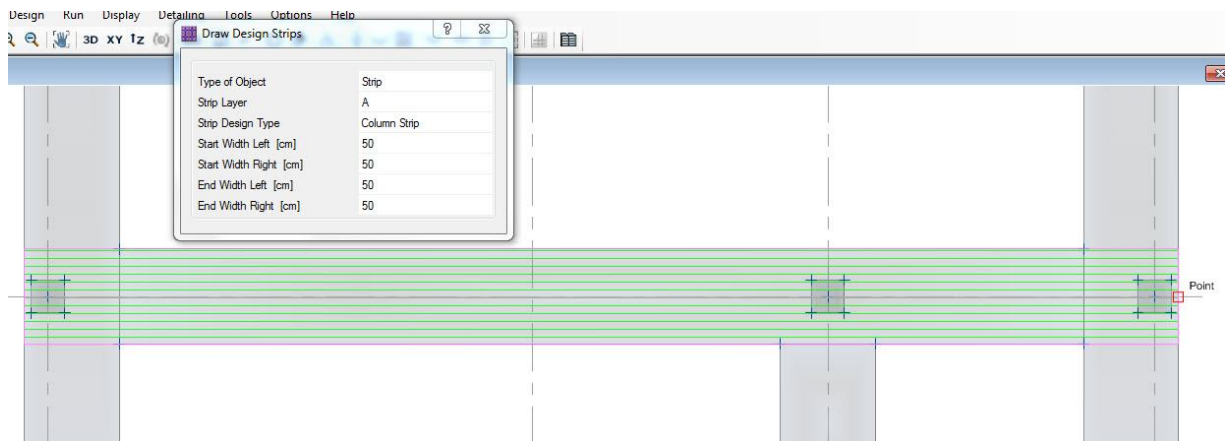 Design Run Display Detailing Tools Options Help
3D XY
Draw Design Strips
?
Type of Object Strip
Strip Layer A
Strip Design Type Column Strip
Start Width Left [cm] 50
Start Width Right [cm] 50
End Width Left [cm] 50
End Width Right [cm] 50
Point